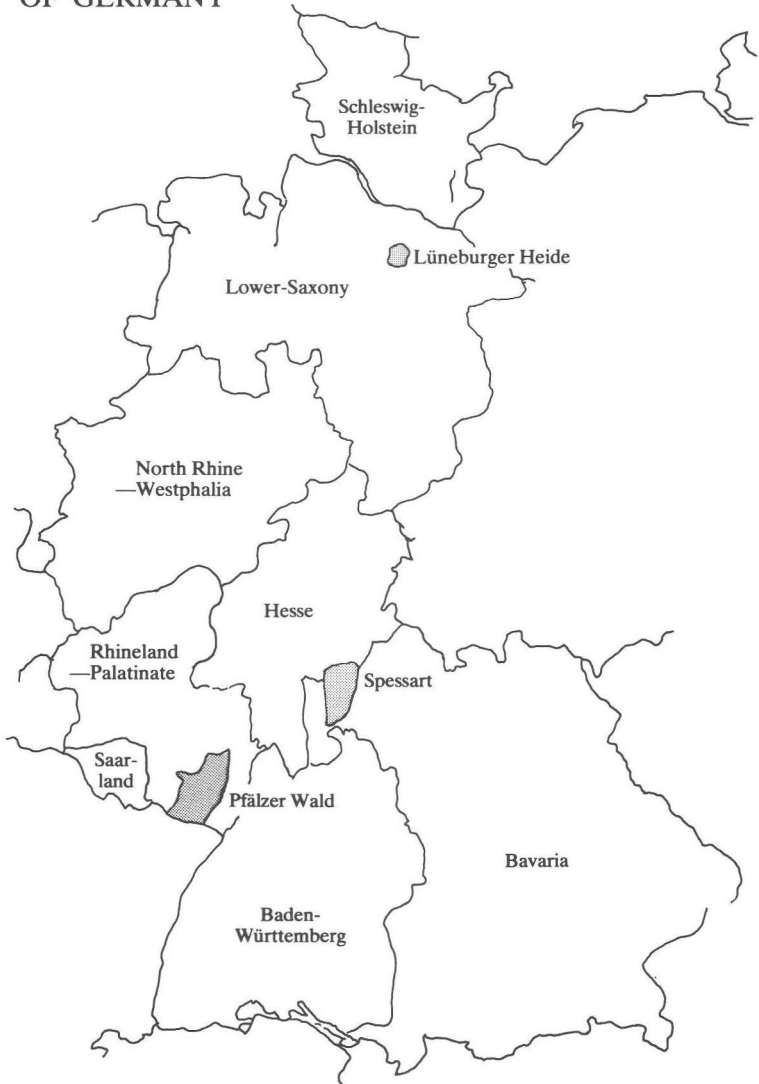 OF GERMANY
Schleswig-
Holstein
Lüneburger Heide
Lower-Saxony
North Rhine
—Westphalia
Hesse
Rhineland
—Palatinate
Spessart
Saar-
land
Pfälzer Wald
Bavaria
Baden-
Württemberg